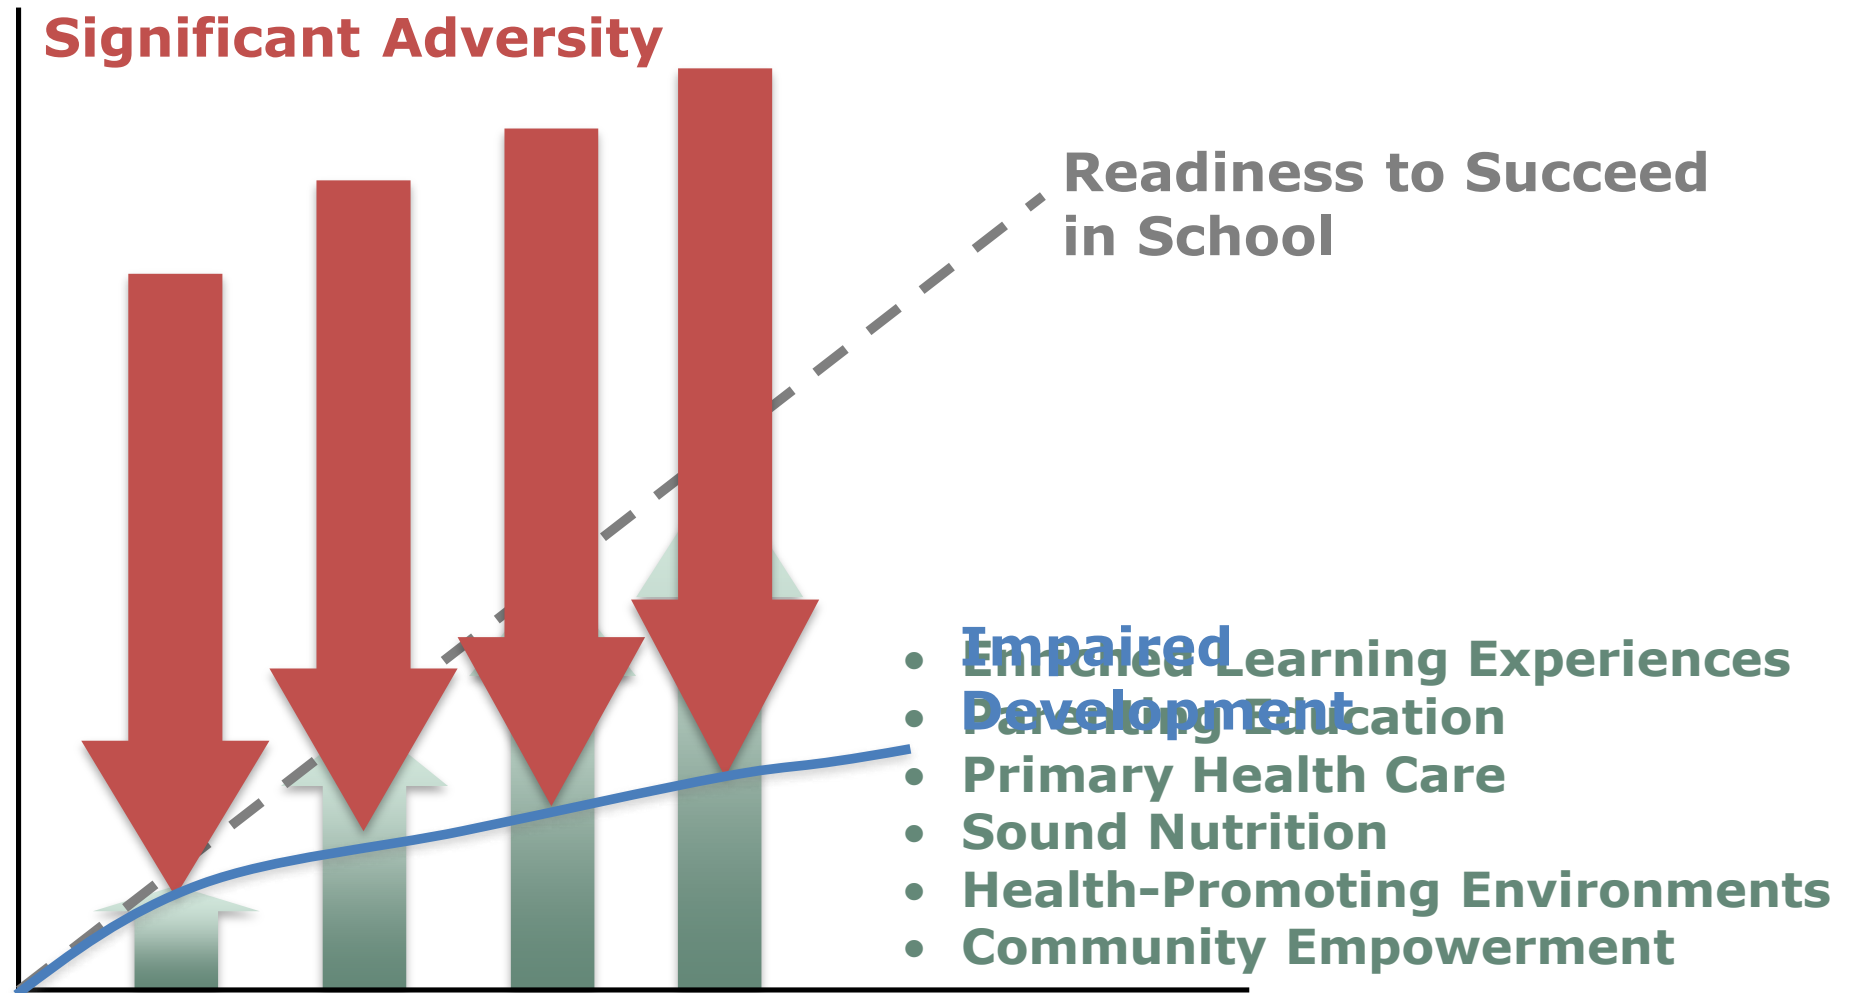 Significant Adversity
Readiness to Succeed
in School
Impaired
Development
• Enriched Learning Experiences
• Parenting Education
• Primary Health Care
• Sound Nutrition
• Health-Promoting Environments
• Community Empowerment